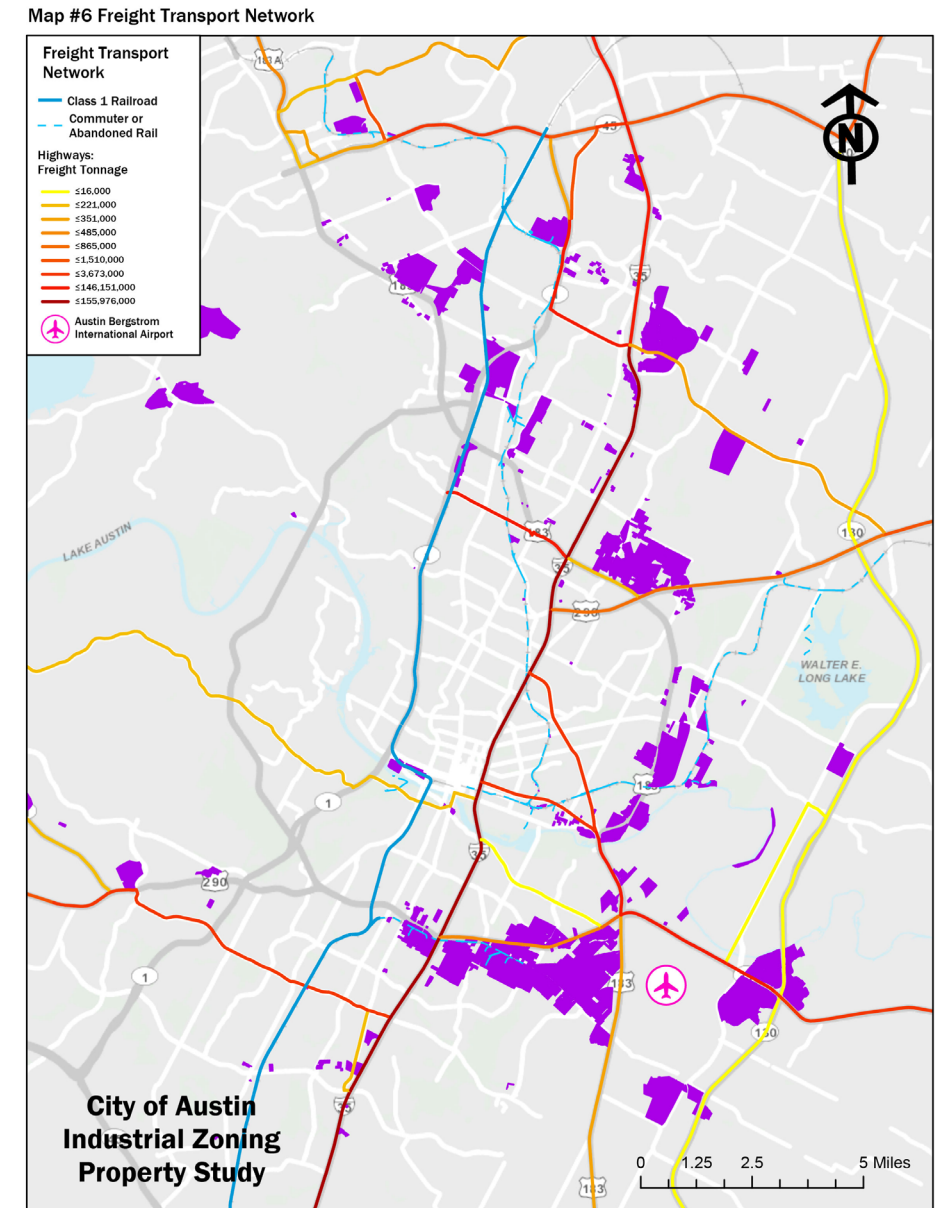 Map #6 Freight Transport Network
Freight Transport
Network
Class 1 Railroad
Commuter or
Abandoned Rail
Highways:
Freight Tonnage
≤16,000
≤221,000
≤351,000
≤485,000
≤865,000
≤1,510,000
≤3,673,000
≤146,151,000
≤155,976,000
Austin Bergstrom
International Airport
183A
45
N
35
LAKE AUSTIN
183
130
35
290
WALTER E.
LONG LAKE
183
1
35
290
1
183
130
35
City of Austin
Industrial Zoning
Property Study
0 1.25 2.5 5 Miles
183